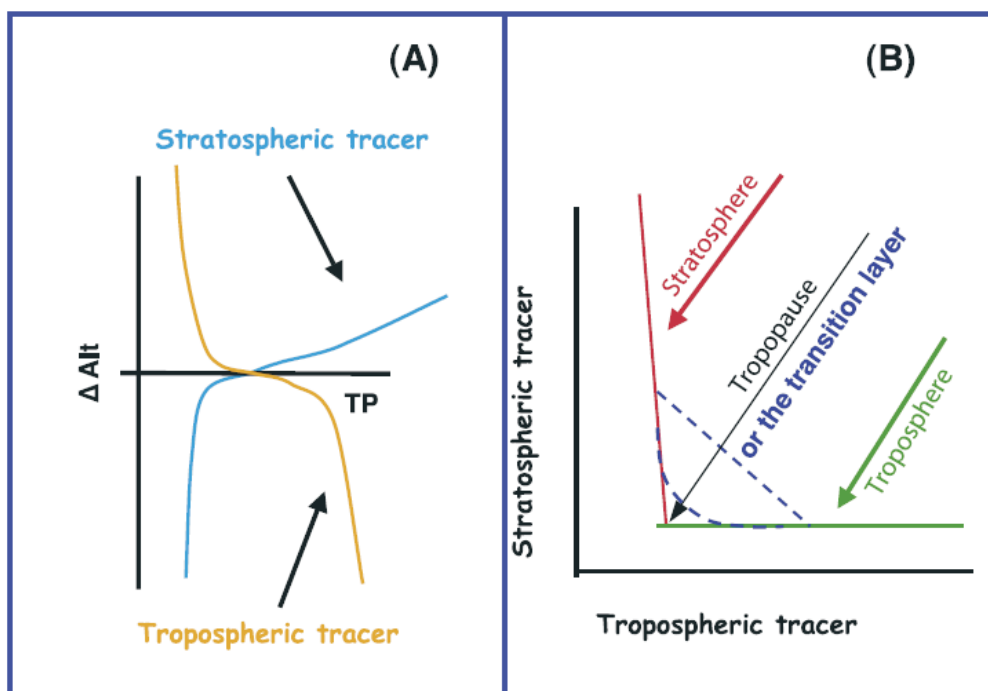 (A)
Stratospheric tracer
Δ Alt
TP
Tropospheric tracer
(B)
Stratosphere
Tropopause
or the transition layer
Troposphere
Stratospheric tracer
Tropospheric tracer